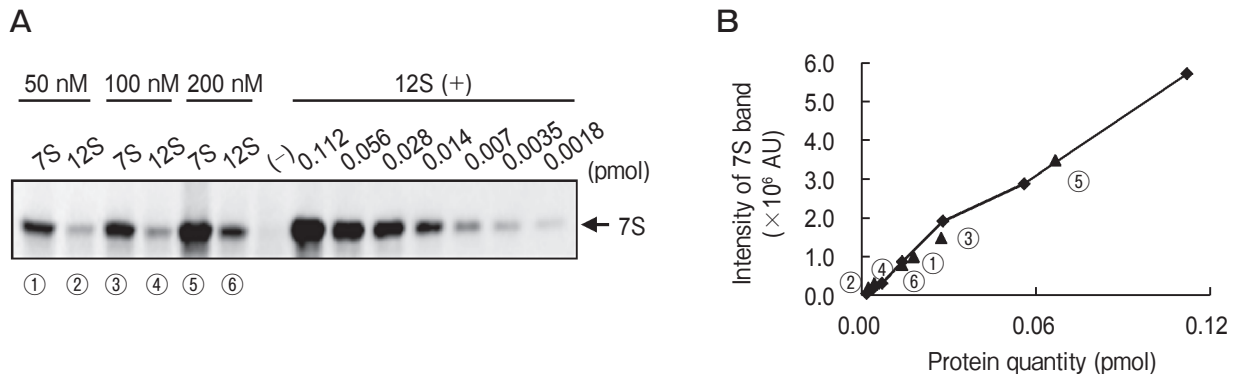 A
50 nM 100 nM 200 nM 12S (+)
7S 12S 7S 12S 7S 12S (−) 0.112 0.056 0.028 0.014 0.007 0.0035 0.0018 (pmol)
7S
① ② ③ ④ ⑤ ⑥
B
Intensity of 7S band
(×10⁶ AU)
6.0
5.0
4.0
3.0
2.0
1.0
0.0
⑤
③
① 
② ④
⑥
0.00 0.06 0.12
Protein quantity (pmol)